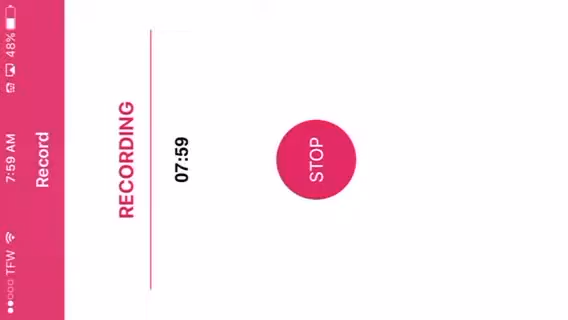 ●●○○○ TFW 7:59 AM 48%
Record
RECORDING
07:59
STOP